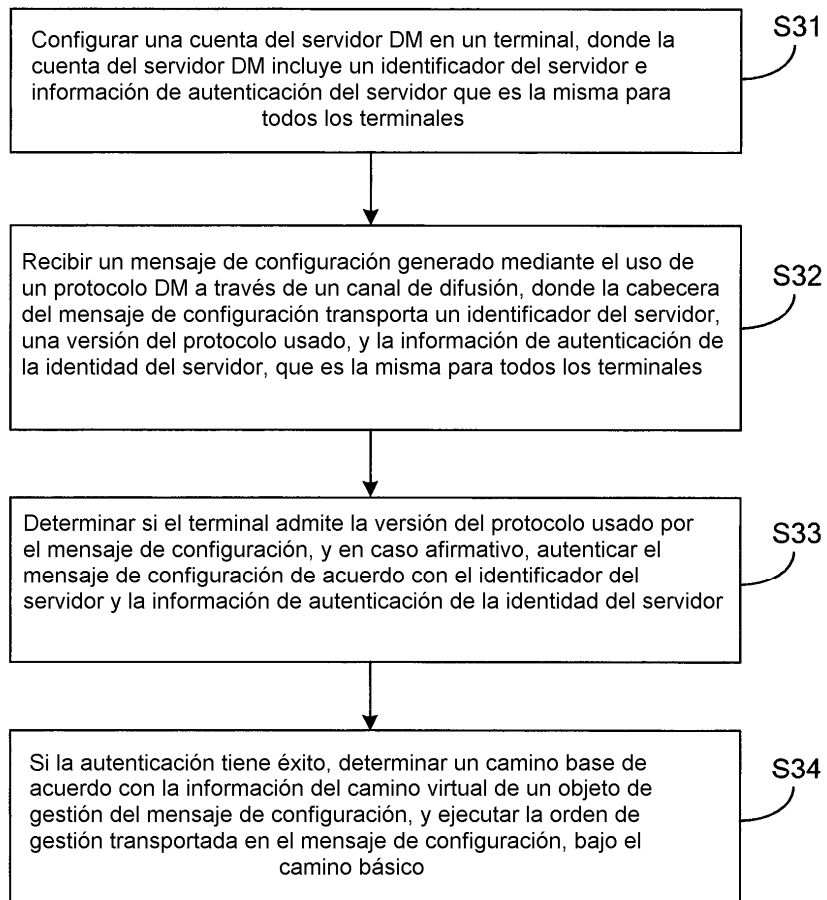 Configurar una cuenta del servidor DM en un terminal, donde la
cuenta del servidor DM incluye un identificador del servidor e
información de autenticación del servidor que es la misma para
todos los terminales
S31
Recibir un mensaje de configuración generado mediante el uso de
un protocolo DM a través de un canal de difusión, donde la cabecera
del mensaje de configuración transporta un identificador del servidor,
una versión del protocolo usado, y la información de autenticación de
la identidad del servidor, que es la misma para todos los terminales
S32
Determinar si el terminal admite la versión del protocolo usado por
el mensaje de configuración, y en caso afirmativo, autenticar el
mensaje de configuración de acuerdo con el identificador del
servidor y la información de autenticación de la identidad del servidor
S33
Si la autenticación tiene éxito, determinar un camino base de
acuerdo con la información del camino virtual de un objeto de
gestión del mensaje de configuración, y ejecutar la orden de
gestión transportada en el mensaje de configuración, bajo el
camino básico
S34